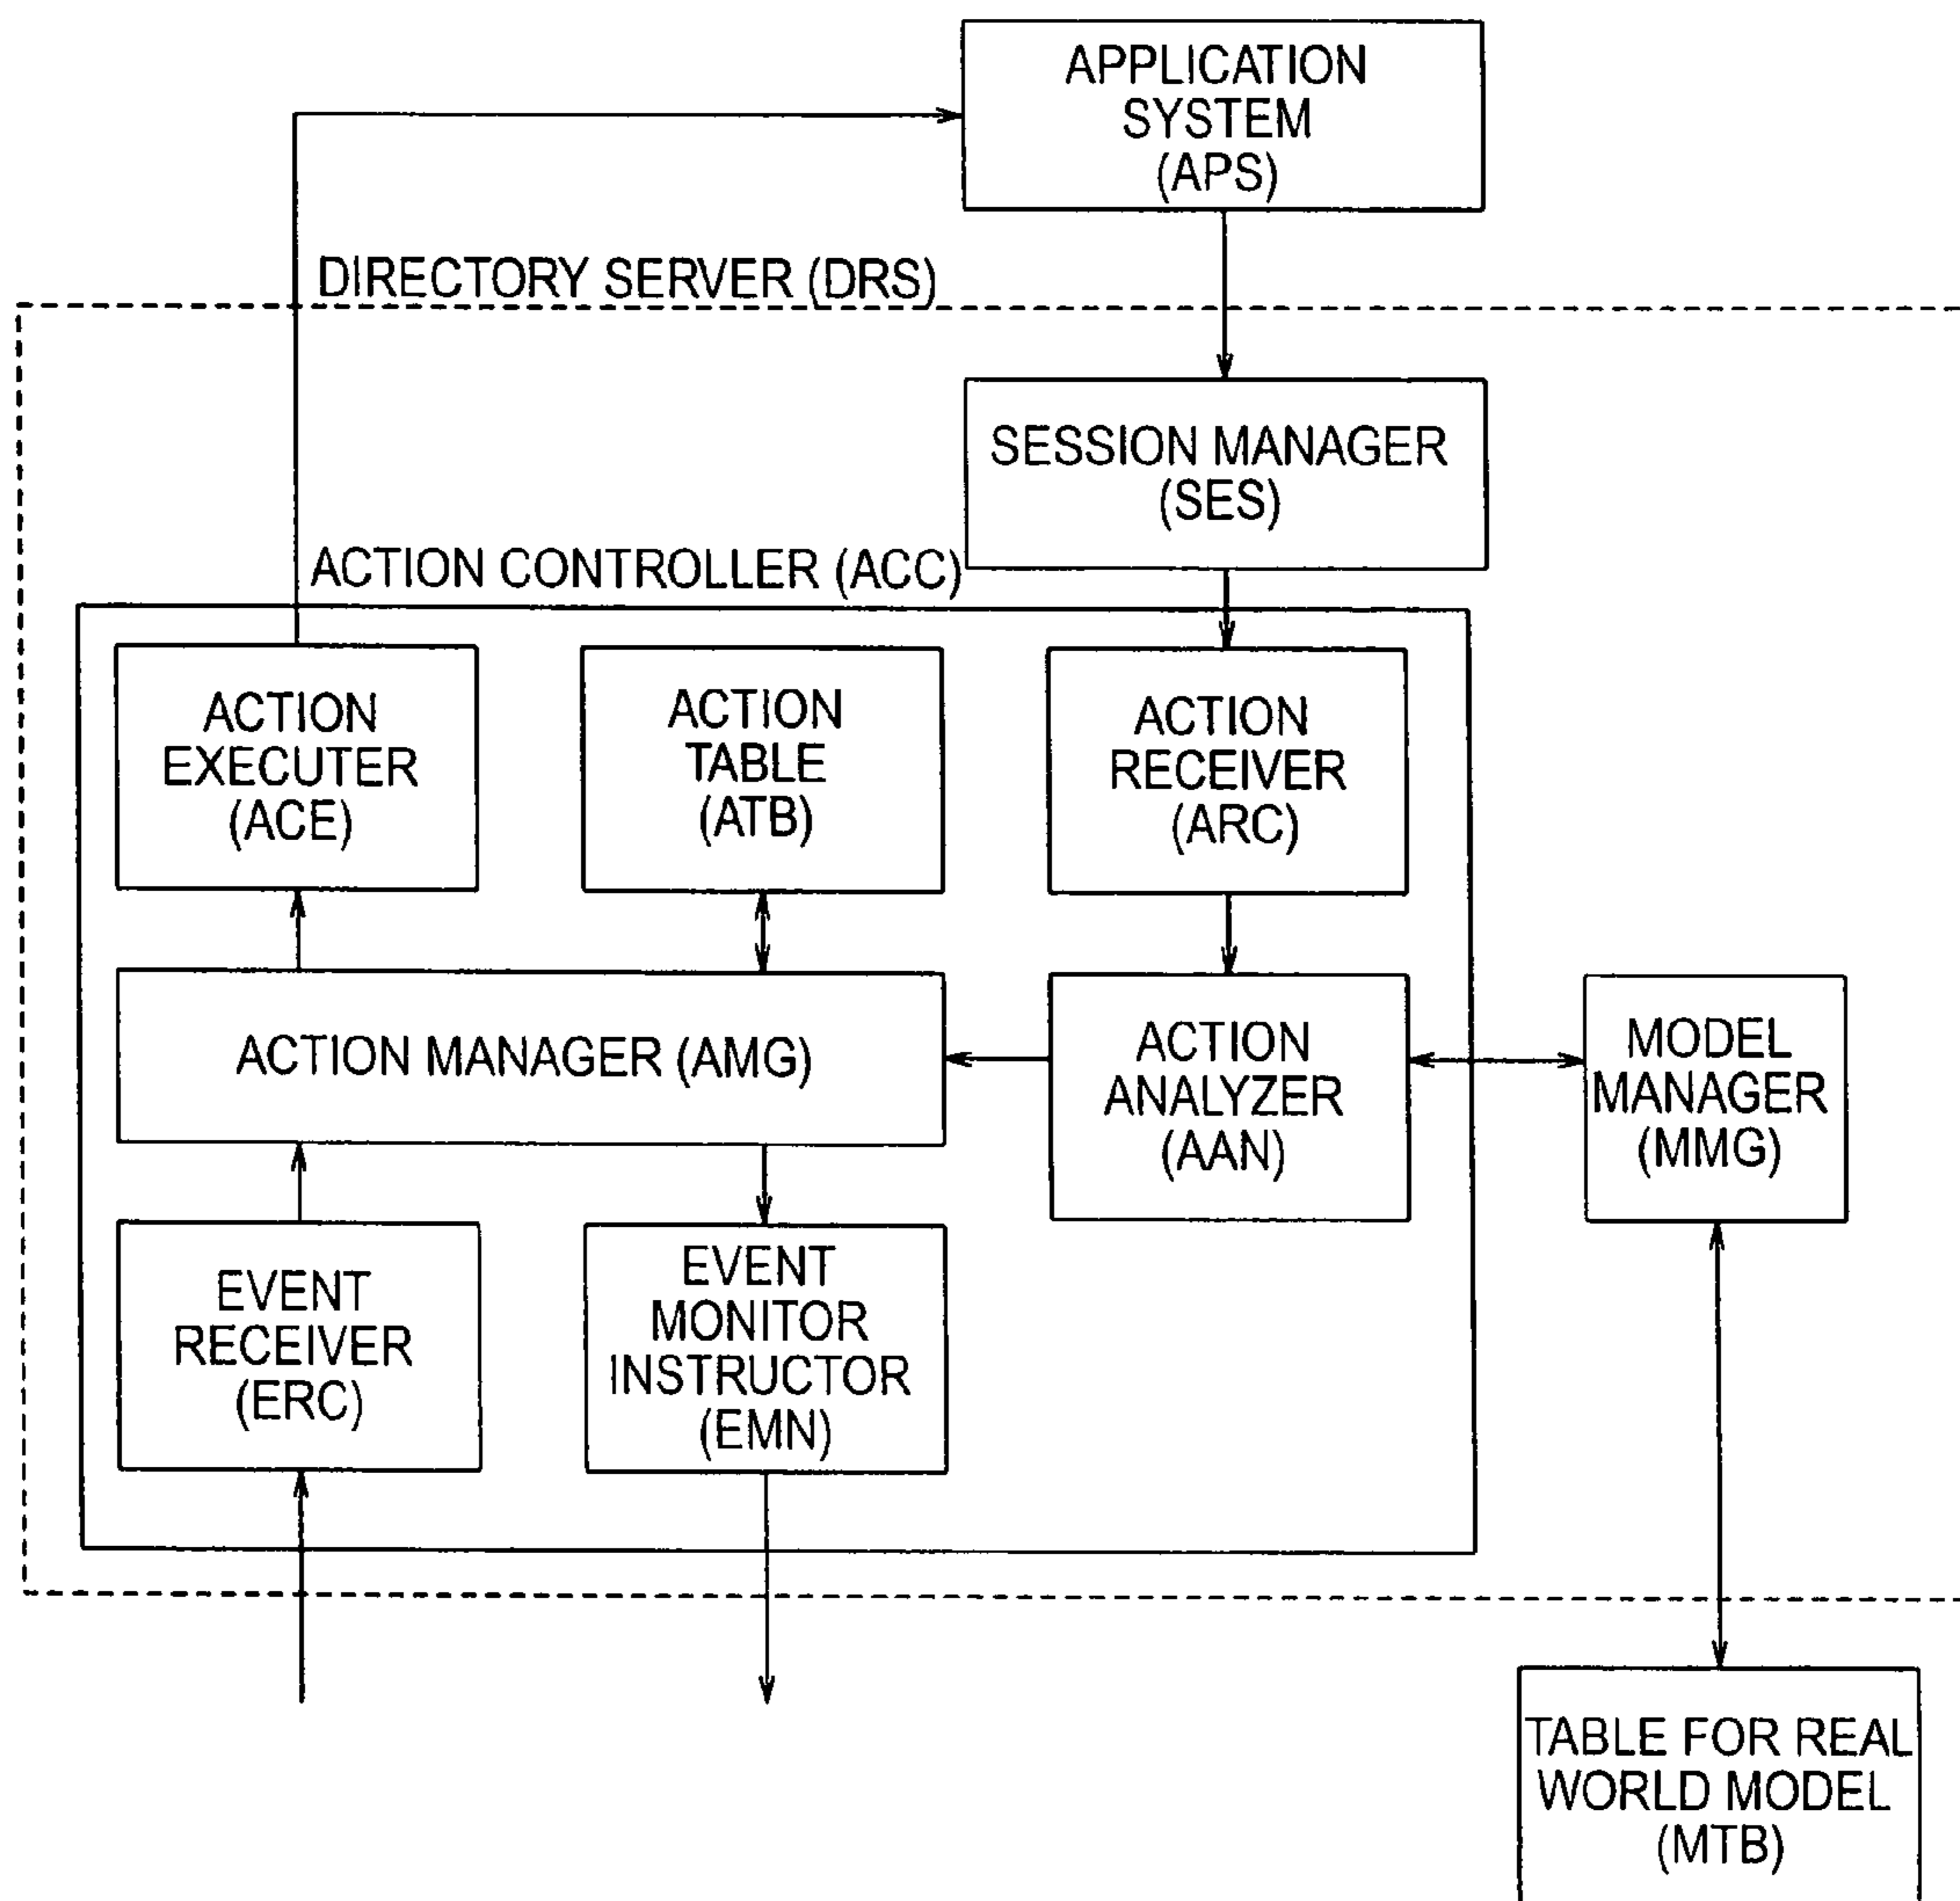 APPLICATION
SYSTEM
(APS)
DIRECTORY SERVER (DRS)
SESSION MANAGER
(SES)
ACTION CONTROLLER (ACC)
ACTION
EXECUTER
(ACE)
ACTION
TABLE
(ATB)
ACTION
RECEIVER
(ARC)
ACTION MANAGER (AMG)
ACTION
ANALYZER
(AAN)
MODEL
MANAGER
(MMG)
EVENT
RECEIVER
(ERC)
EVENT
MONITOR
INSTRUCTOR
(EMN)
TABLE FOR REAL
WORLD MODEL
(MTB)